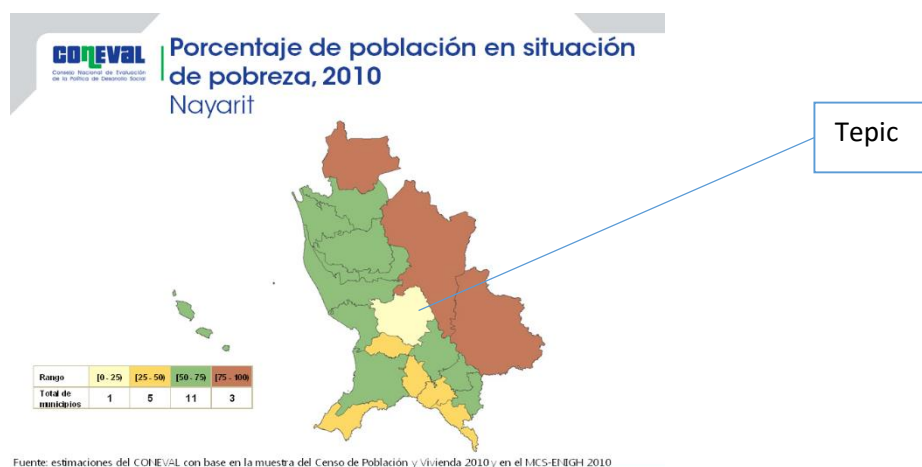 CONEVAL
Consejo Nacional de Evaluación
de la Política de Desarrollo Social
Porcentaje de población en situación
de pobreza, 2010
Nayarit
Tepic
Rango [0 - 25) [25 - 50) [50 - 75) [75 - 100)
Total de municipios 1 5 11 3
Fuente: estimaciones del CONEVAL con base en la muestra del Censo de Población y Vivienda 2010 y en el MCS-ENIGH 2010